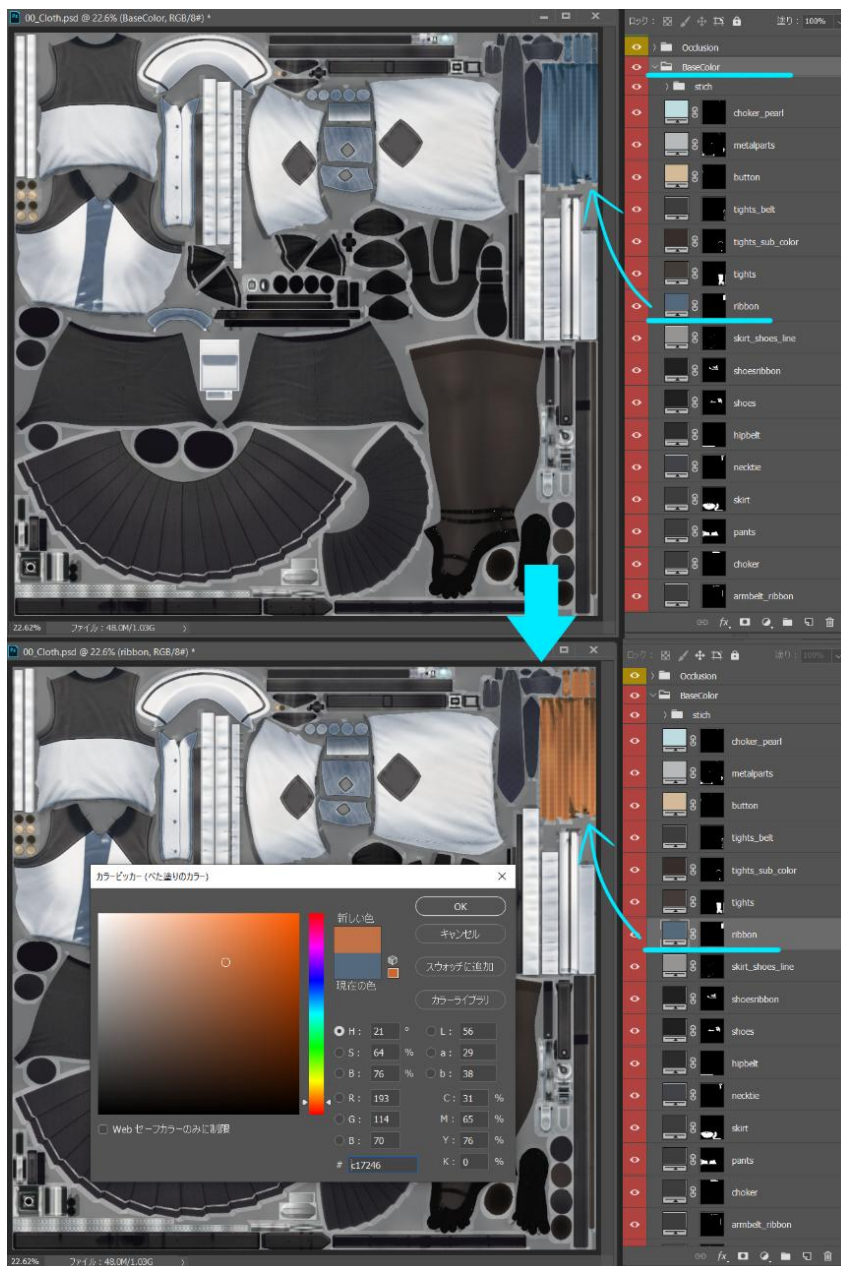 00_Cloth.psd @ 22.6% (BaseColor, RGB/8#) *
ロック:
塗り: 100%
Occlusion
BaseColor
stich
choker_pearl
metalparts
button
tights_belt
tights_sub_color
tights
ribbon
skirt_shoes_line
shoesribbon
shoes
hipbelt
necktie
skirt
pants
choker
armbelt_ribbon
fx
22.62%
ファイル : 48.0M/1.03G
00_Cloth.psd @ 22.6% (ribbon, RGB/8#) *
ロック:
塗り: 100%
Occlusion
BaseColor
stich
choker_pearl
metalparts
button
tights_belt
tights_sub_color
tights
ribbon
skirt_shoes_line
shoesribbon
shoes
hipbelt
necktie
skirt
pants
choker
armbelt_ribbon
fx
カラーピッカー (べた塗りのカラー)
新しい色
現在の色
OK
キャンセル
スウォッチに追加
カラーライブラリ
H: 21 °
L: 56
S: 64 %
a: 29
B: 76 %
b: 38
R: 193
C: 31 %
G: 114
M: 65 %
B: 70
Y: 76 %
# c17246
K: 0 %
Web セーフカラーのみに制限
22.62%
ファイル : 48.0M/1.03G